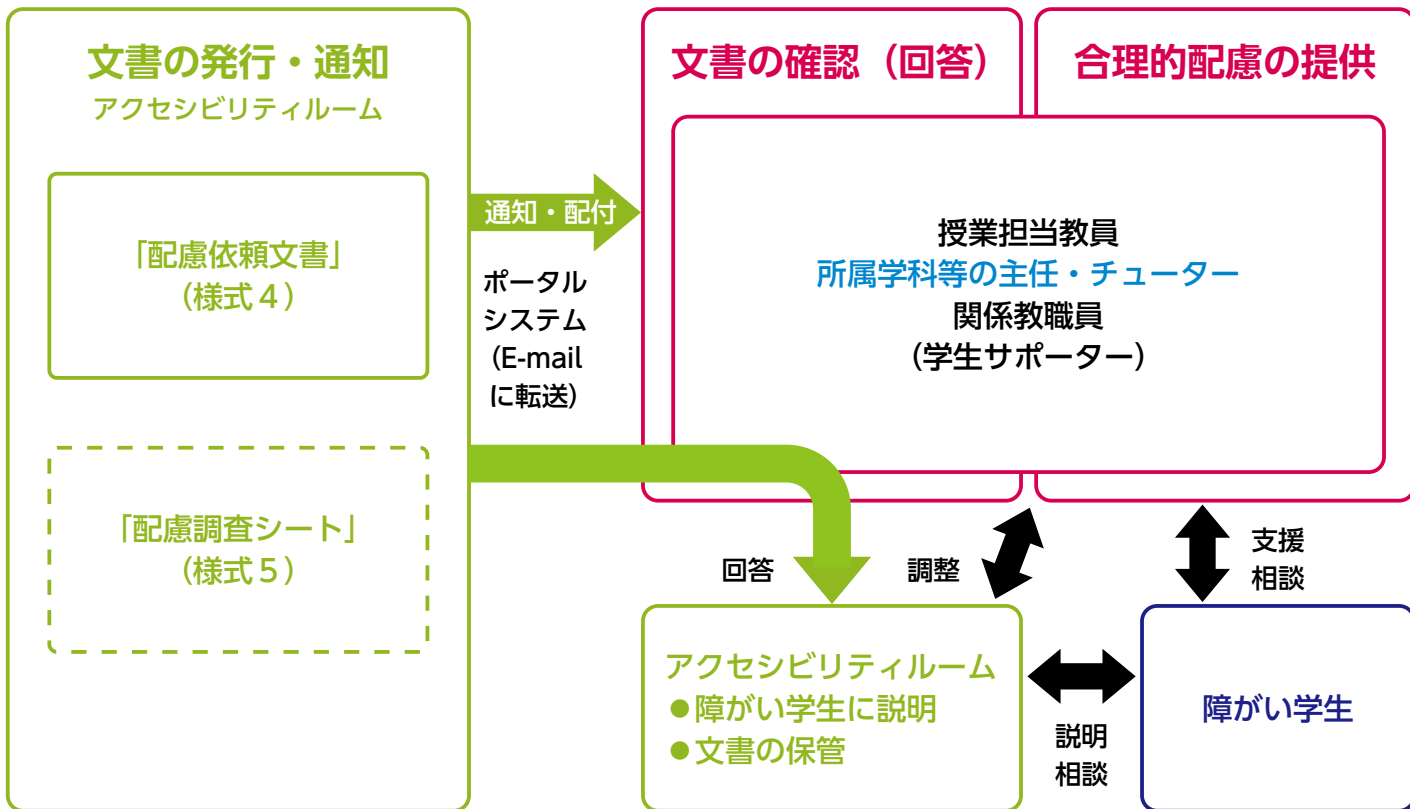 文書の発行・通知
アクセシビリティルーム
「配慮依頼文書」
（様式４）
「配慮調査シート」
（様式５）
通知・配付
ポータル
システム
（E-mail
に転送）
文書の確認（回答）
合理的配慮の提供
授業担当教員
所属学科等の主任・チューター
関係教職員
（学生サポーター）
回答
調整
支援
相談
アクセシビリティルーム
●障がい学生に説明
●文書の保管
説明
相談
障がい学生